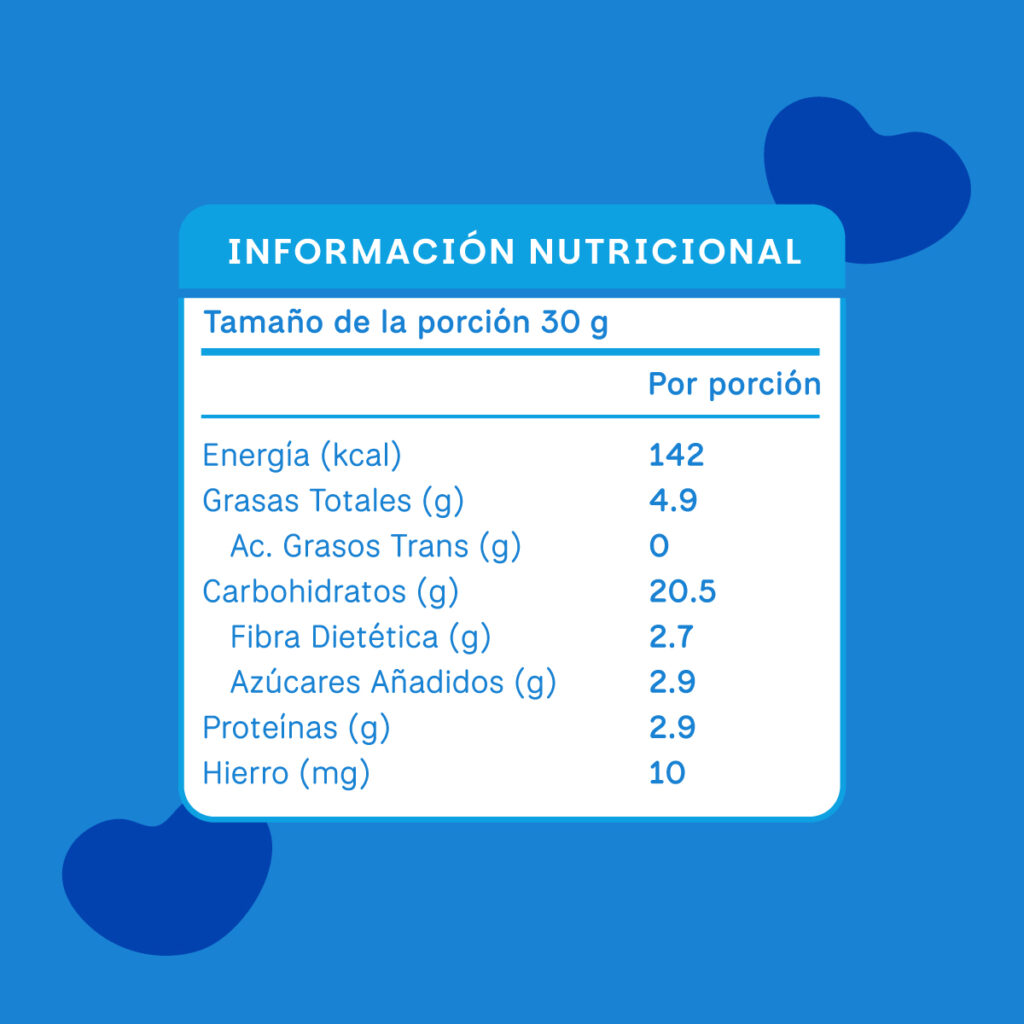 INFORMACIÓN NUTRICIONAL
Tamaño de la porción 30 g
Por porción
Energía (kcal) 142
Grasas Totales (g) 4.9
Ac. Grasos Trans (g) 0
Carbohidratos (g) 20.5
Fibra Dietética (g) 2.7
Azúcares Añadidos (g) 2.9
Proteínas (g) 2.9
Hierro (mg) 10